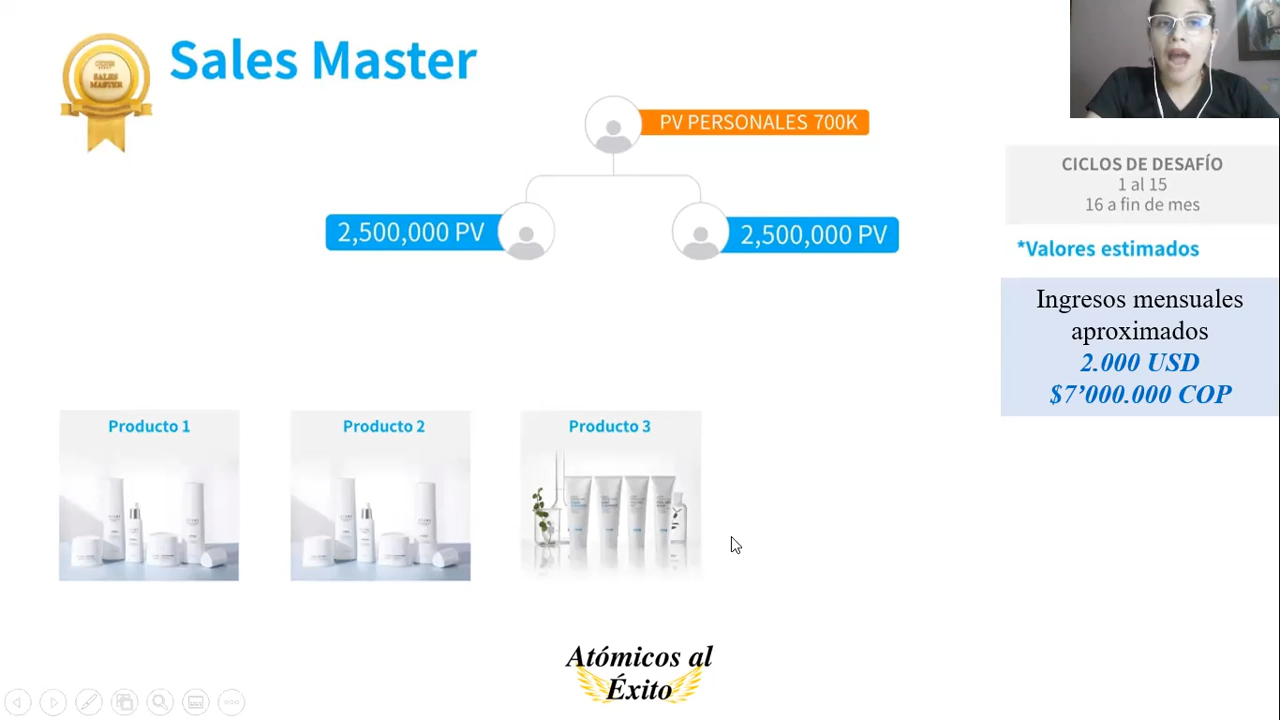 Sales Master
SALES
MASTER
PV PERSONALES 700K
2,500,000 PV
2,500,000 PV
CICLOS DE DESAFÍO
1 al 15
16 a fin de mes
*Valores estimados
Ingresos mensuales
aproximados
2.000 USD
$7’000.000 COP
Producto 1
Producto 2
Producto 3
Atómicos al
Éxito